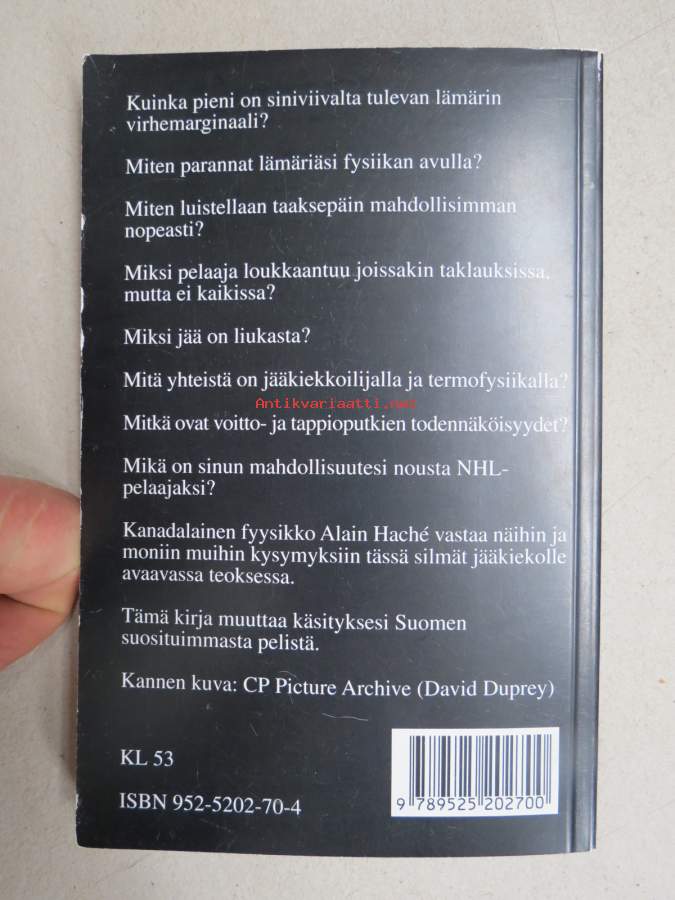 Kuinka pieni on siniviivalta tulevan lämärin
virhemarginaali?
Miten parannat lämäriäsi fysiikan avulla?
Miten luistellaan taaksepäin mahdollisimman
nopeasti?
Miksi pelaaja loukkaantuu joissakin taklauksissa,
mutta ei kaikissa?
Miksi jää on liukasta?
Mitä yhteistä on jääkiekkoilijalla ja termofysiikalla?
Antikvariaatti.net
Mitkä ovat voitto- ja tappioputkien todennäköisyydet?
Mikä on sinun mahdollisuutesi nousta NHL-
pelaajaksi?
Kanadalainen fyysikko Alain Haché vastaa näihin ja
moniin muihin kysymyksiin tässä silmät jääkiekolle
avaavassa teoksessa.
Tämä kirja muuttaa käsityksesi Suomen
suosituimmasta pelistä.
Kannen kuva: CP Picture Archive (David Duprey)
KL 53
ISBN 952-5202-70-4
9 789525 202700